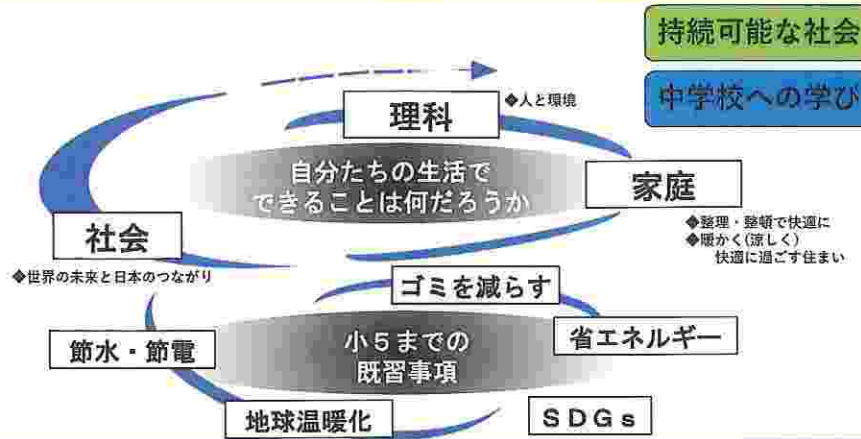 持続可能な社会
中学校への学び
理科
◆人と環境
自分たちの生活で
できることは何だろうか
家庭
◆整理・整頓で快適に
◆暖かく(涼しく)
快適に過ごす住まい
社会
◆世界の未来と日本のつながり
ゴミを減らす
省エネルギー
節水・節電
小5までの
既習事項
地球温暖化
SDGs